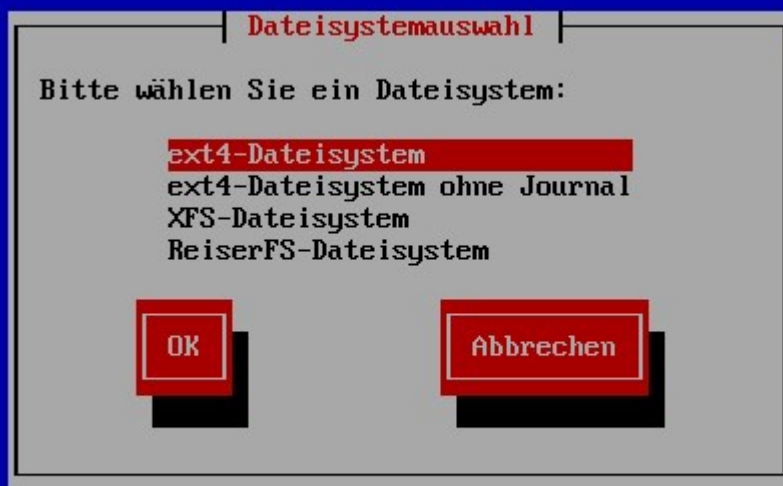 Dateisystemauswahl
Bitte wählen Sie ein Dateisystem:
ext4-Dateisystem
ext4-Dateisystem ohne Journal
XFS-Dateisystem
ReiserFS-Dateisystem
OK
Abbrechen